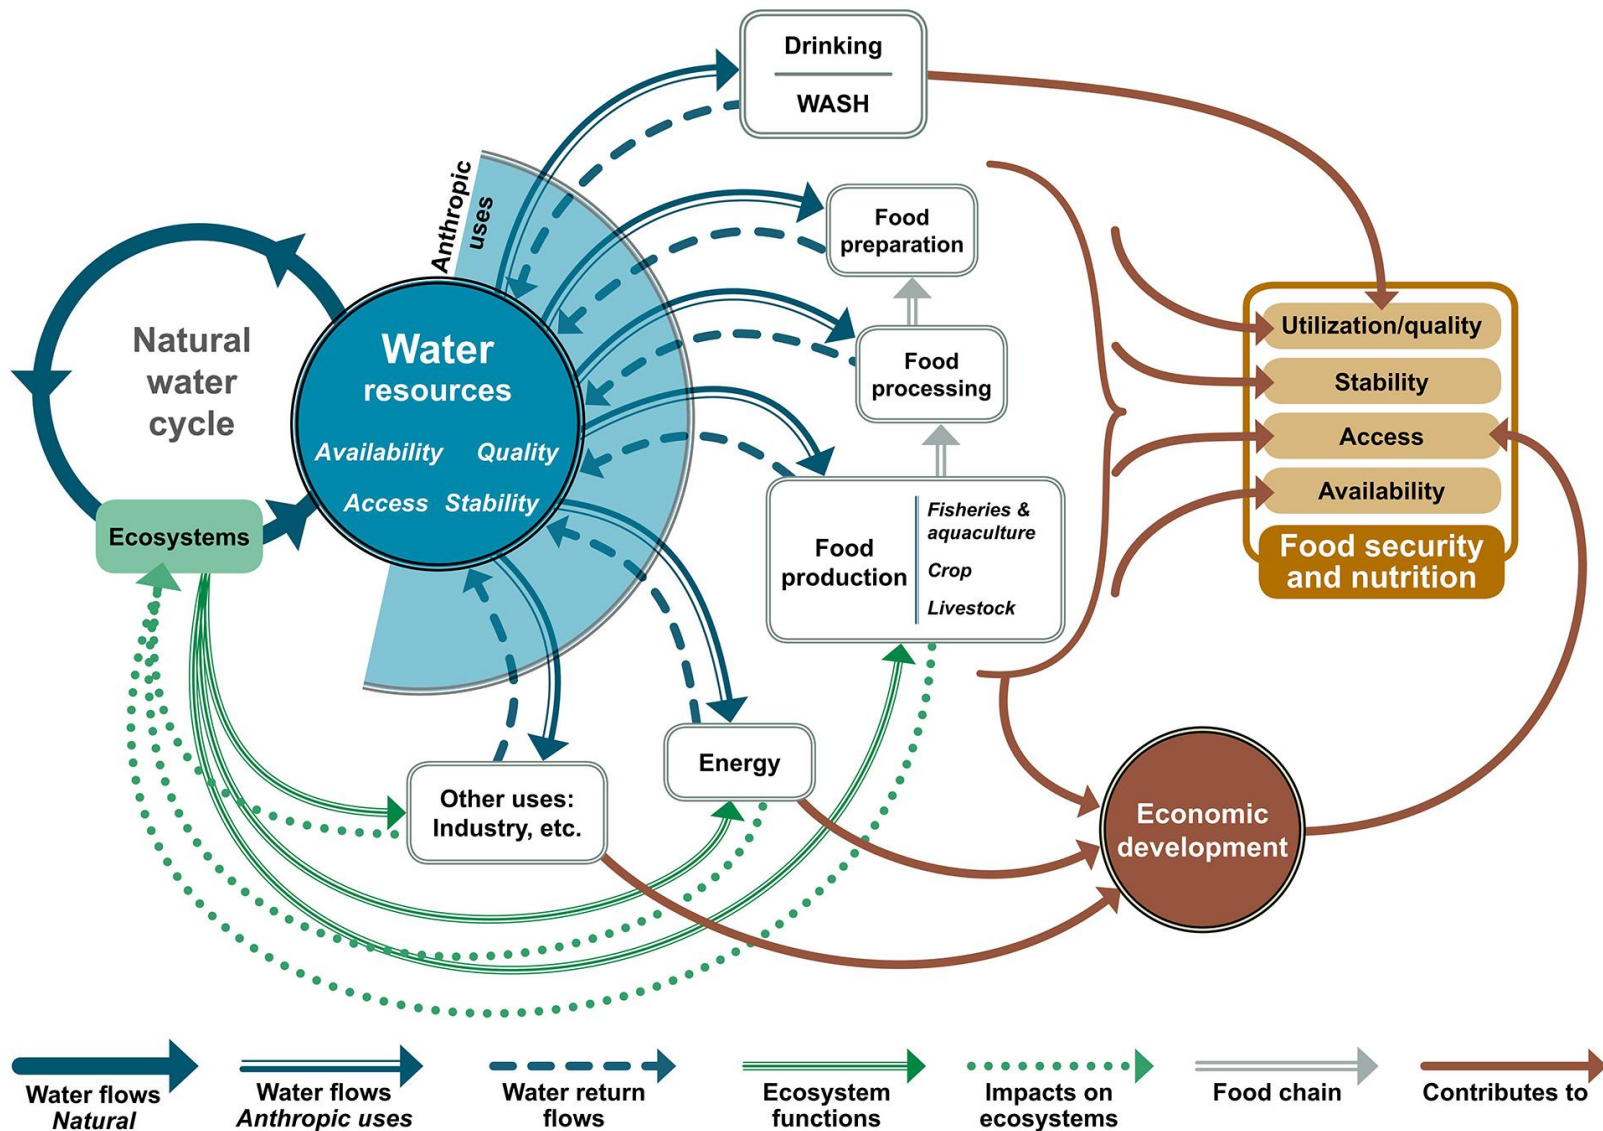 Drinking
WASH
Anthropic
uses
Food
preparation
Natural
water
cycle
Water
resources
Availability Quality
Access Stability
Food
processing
Utilization/quality
Stability
Access
Availability
Food security
and nutrition
Ecosystems
Food
production
Fisheries &
aquaculture
Crop
Livestock
Energy
Other uses:
Industry, etc.
Economic
development
Water flows
Natural
Water flows
Anthropic uses
Water return
flows
Ecosystem
functions
Impacts on
ecosystems
Food chain
Contributes to